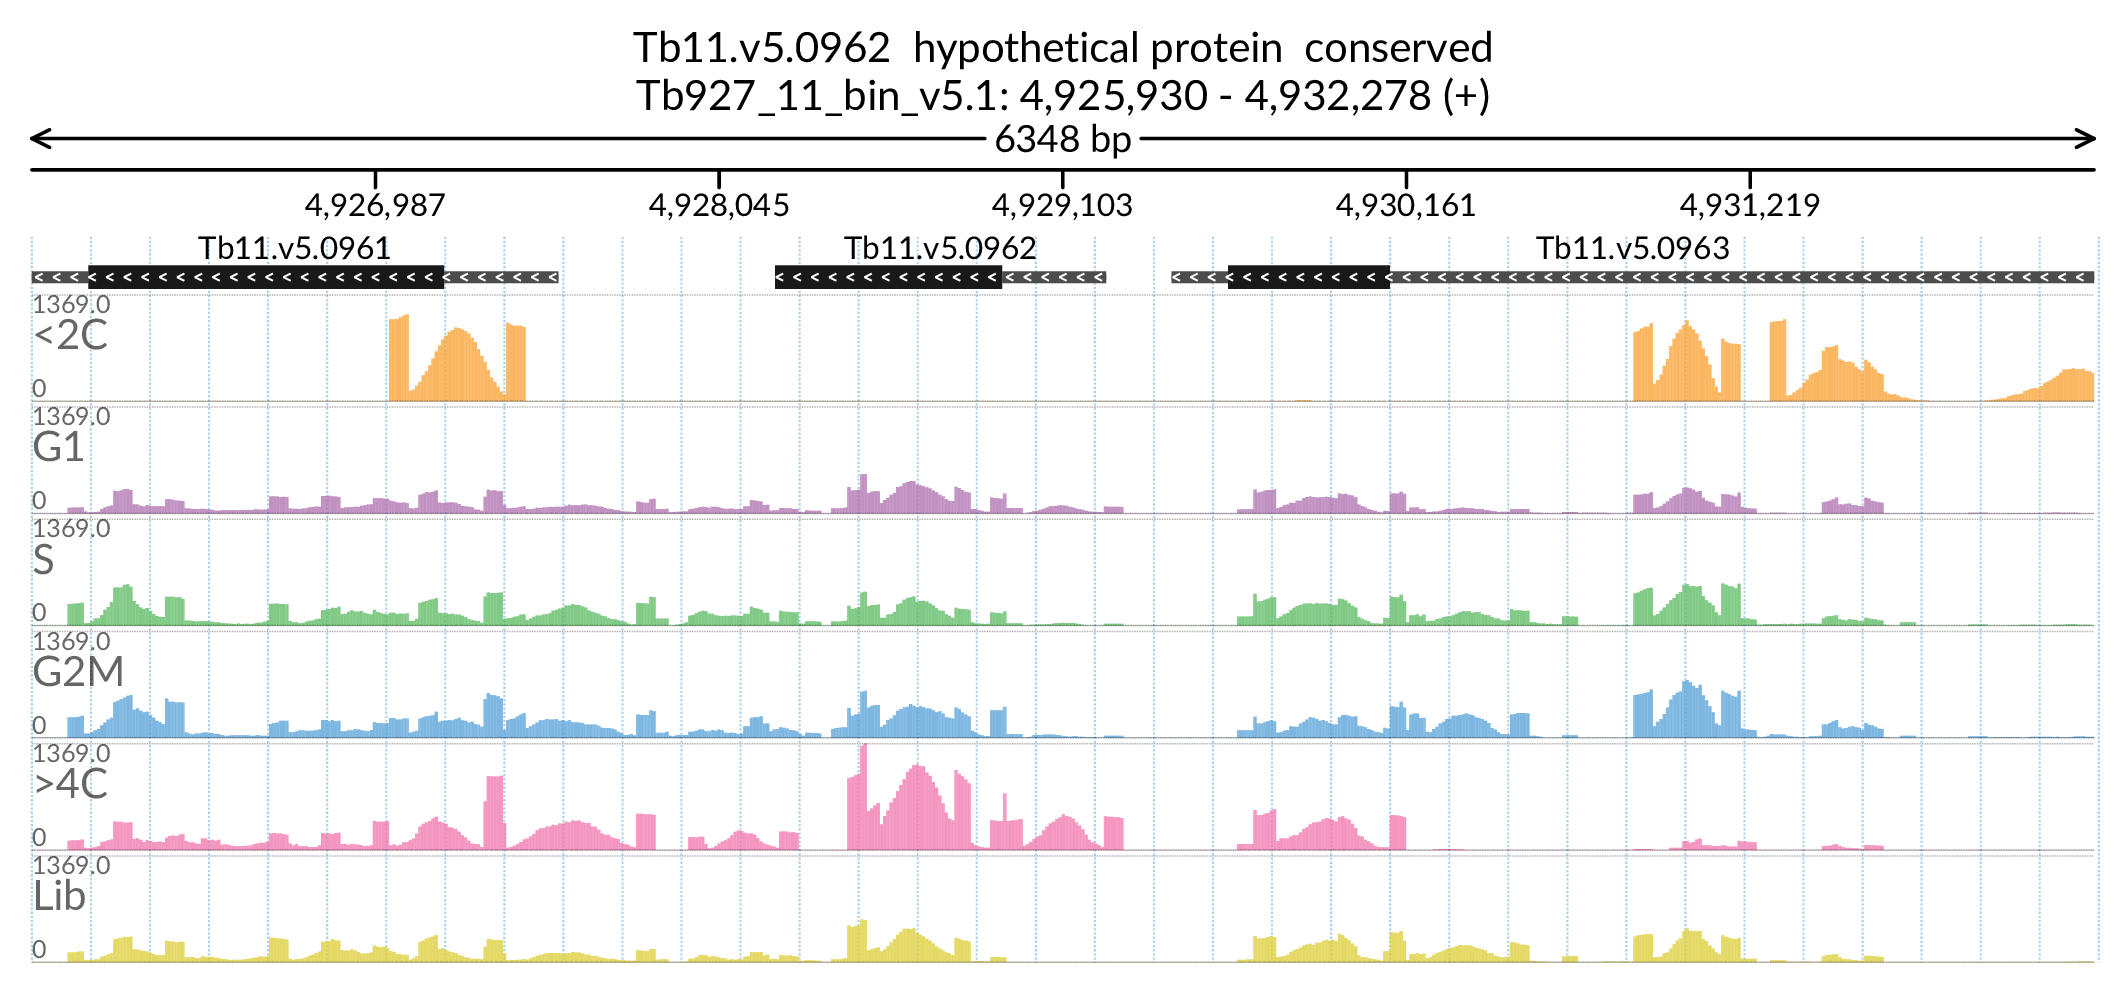 Tb11.v5.0962  hypothetical protein  conserved
Tb927_11_bin_v5.1: 4,925,930 - 4,932,278 (+)
6348 bp
4,926,987 4,928,045 4,929,103 4,930,161 4,931,219
Tb11.v5.0961 Tb11.v5.0962 Tb11.v5.0963
1369.0
<2C
0
1369.0
G1
0
1369.0
S
0
1369.0
G2M
0
1369.0
>4C
0
1369.0
Lib
0